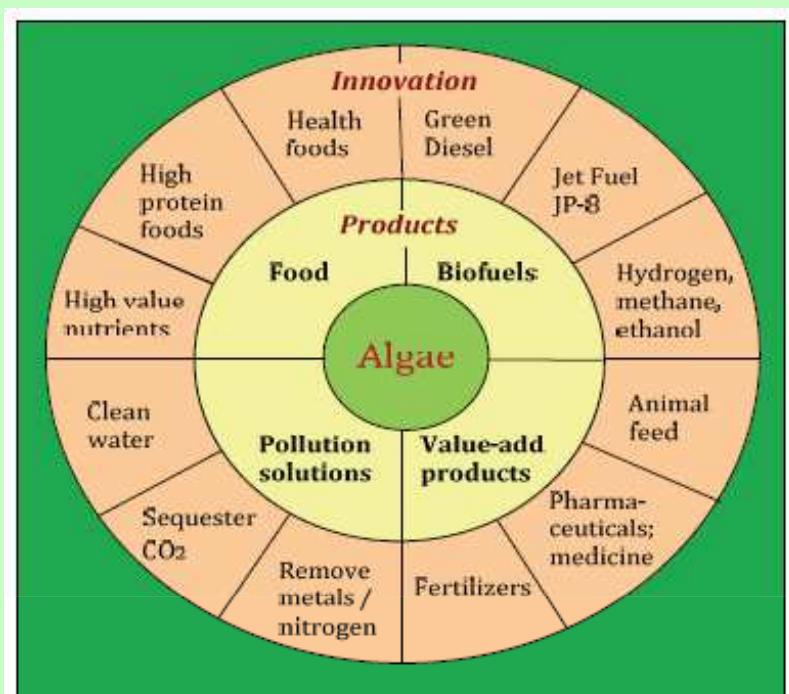 Innovation
Health
foods
Green
Diesel
High
protein
foods
Jet Fuel
JP-8
Products
Food
Biofuels
High value
nutrients
Hydrogen,
methane,
ethanol
Algae
Clean
water
Animal
feed
Pollution
solutions
Value-add
products
Sequester
CO2
Pharma-
ceuticals;
medicine
Remove
metals /
nitrogen
Fertilizers